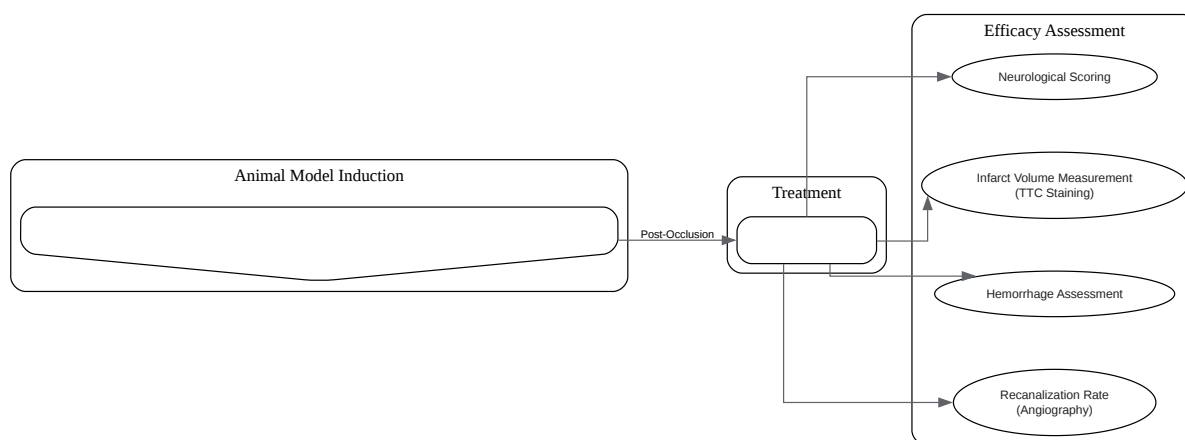 Efficacy Assessment
Neurological Scoring
Animal Model Induction
Treatment
Infarct Volume Measurement
(TTC Staining)
Post-Occlusion
Hemorrhage Assessment
Recanalization Rate
(Angiography)